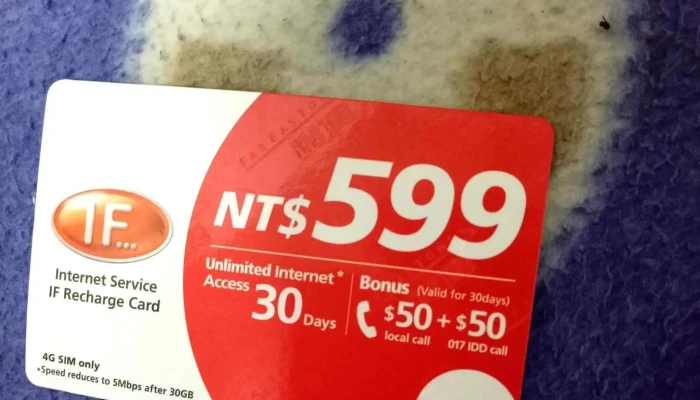 FAREASTONE
IF...
Internet Service
IF Recharge Card
4G SIM only
*Speed reduces to 5Mbps after 30GB
NT$599
Unlimited Internet*
Access 30 Days
Bonus (Valid for 30days)
$50 + $50
local call 017 IDD call